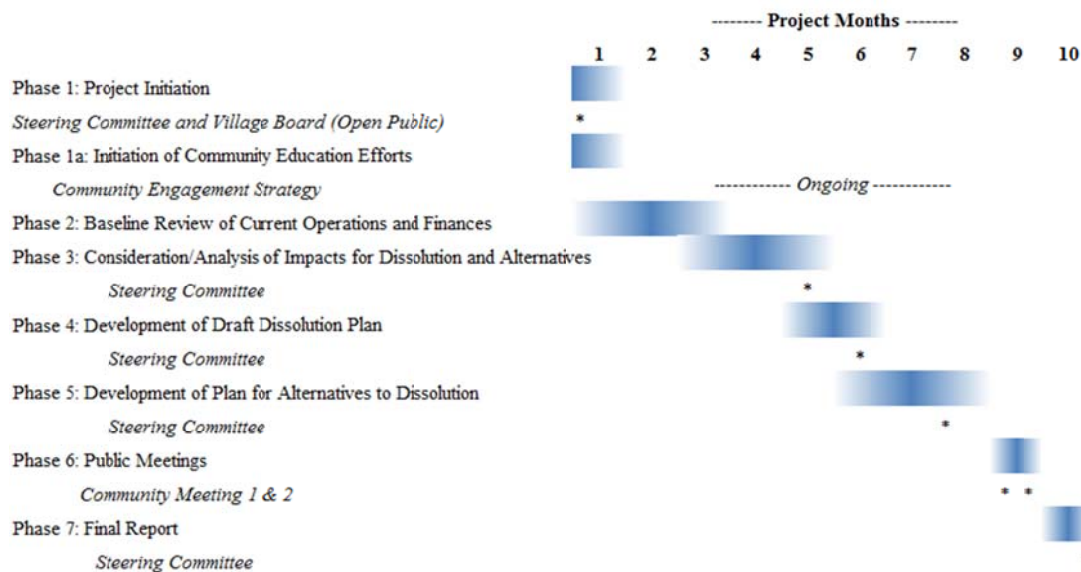 -------- Project Months --------
1 2 3 4 5 6 7 8 9 10
Phase 1: Project Initiation
Steering Committee and Village Board (Open Public) *
Phase 1a: Initiation of Community Education Efforts
Community Engagement Strategy ------------ Ongoing ------------
Phase 2: Baseline Review of Current Operations and Finances
Phase 3: Consideration/Analysis of Impacts for Dissolution and Alternatives
Steering Committee *
Phase 4: Development of Draft Dissolution Plan
Steering Committee *
Phase 5: Development of Plan for Alternatives to Dissolution
Steering Committee *
Phase 6: Public Meetings
Community Meeting 1 & 2 * *
Phase 7: Final Report
Steering Committee